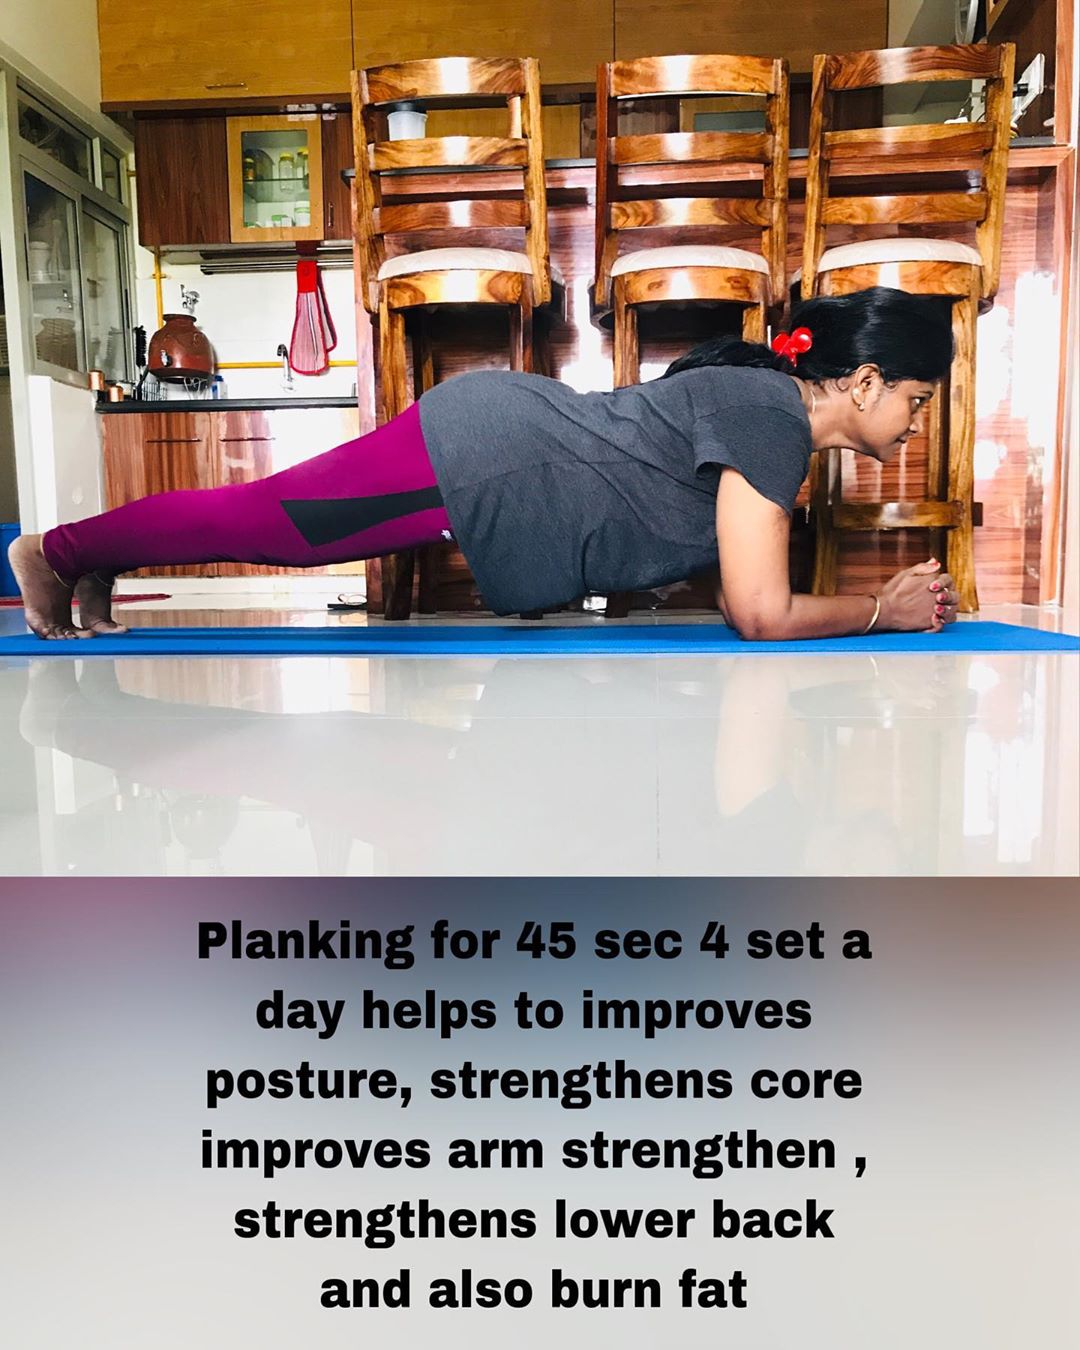 Planking for 45 sec 4 set a
day helps to improves
posture, strengthens core
improves arm strengthen ,
strengthens lower back
and also burn fat